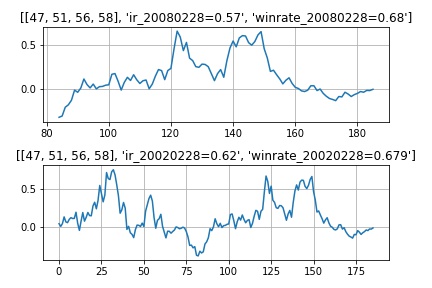 [[47, 51, 56, 58], 'ir_20080228=0.57', 'winrate_20080228=0.68']
0.5
0.0
80 100 120 140 160 180
[[47, 51, 56, 58], 'ir_20020228=0.62', 'winrate_20020228=0.679']
0.5
0.0
0 25 50 75 100 125 150 175